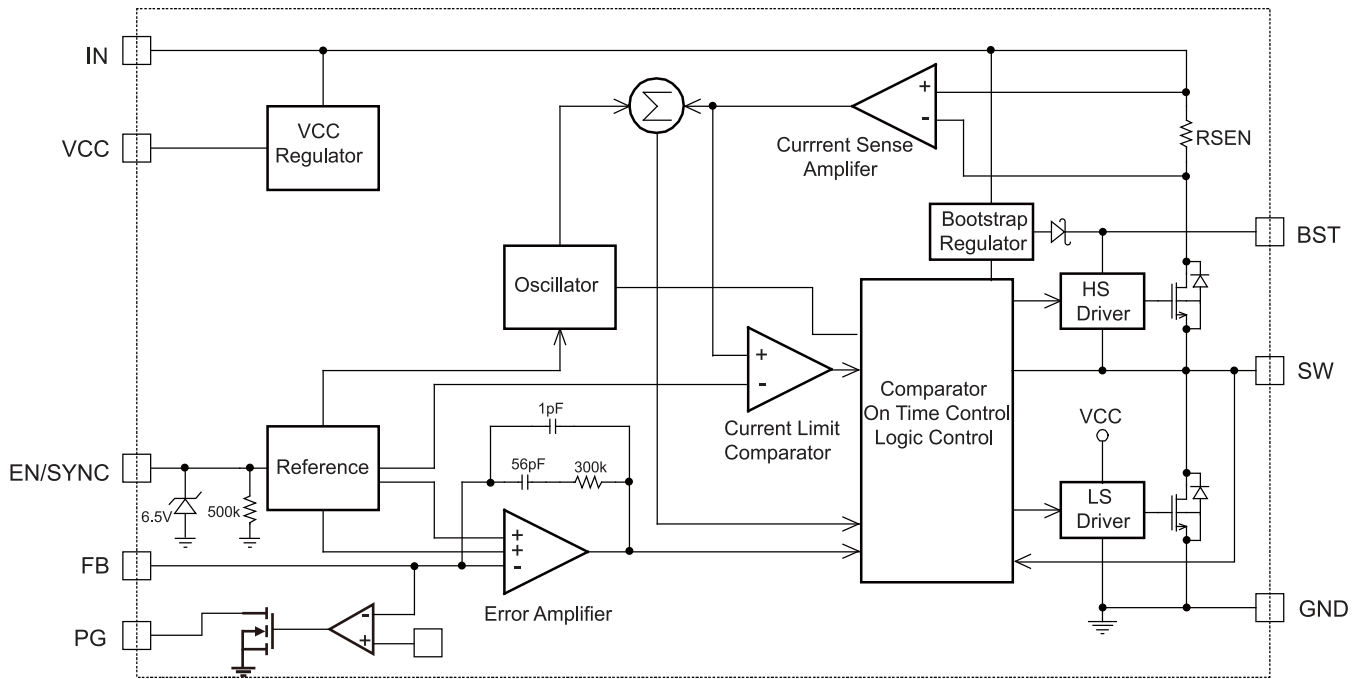 IN
VCC
Regulator
VCC
Σ
+
-
Currrent Sense
Amplifer
RSEN
Bootstrap
Regulator
BST
Oscillator
HS
Driver
+
-
Current Limit
Comparator
Comparator
On Time Control
Logic Control
SW
VCC
1pF
56pF
300k
EN/SYNC
Reference
6.5V
500k
LS
Driver
FB
+
+
-
Error Amplifier
PG
-
+
GND